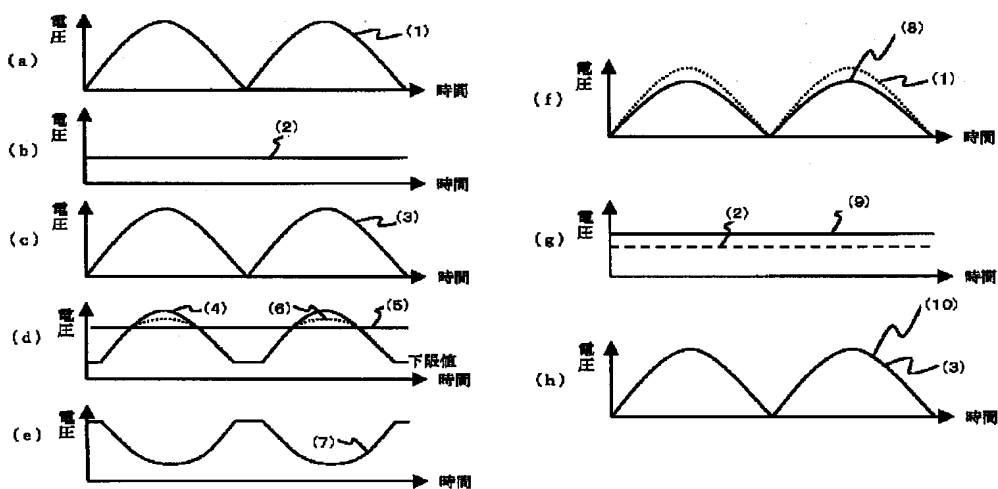 (a)
電圧
(1)
時間
(b)
電圧
(2)
時間
(c)
電圧
(3)
時間
(d)
電圧
(4)
(6)
(5)
下限値
時間
(e)
電圧
(7)
時間
(f)
電圧
(8)
(1)
時間
(g)
電圧
(2)
(9)
時間
(h)
電圧
(10)
(3)
時間